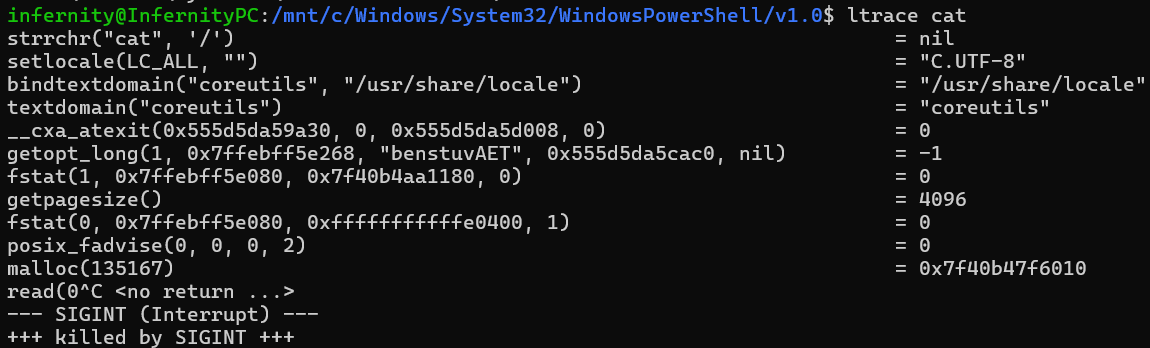 infernity@InfernityPC:/mnt/c/Windows/System32/WindowsPowerShell/v1.0$ ltrace cat
strrchr("cat", '/') = nil
setlocale(LC_ALL, "") = "C.UTF-8"
bindtextdomain("coreutils", "/usr/share/locale") = "/usr/share/locale"
textdomain("coreutils") = "coreutils"
__cxa_atexit(0x555d5da59a30, 0, 0x555d5da5d008, 0) = 0
getopt_long(1, 0x7ffebff5e268, "benstuvAET", 0x555d5da5cac0, nil) = -1
fstat(1, 0x7ffebff5e080, 0x7f40b4aa1180, 0) = 0
getpagesize() = 4096
fstat(0, 0x7ffebff5e080, 0xfffffffffffe0400, 1) = 0
posix_fadvise(0, 0, 0, 2) = 0
malloc(135167) = 0x7f40b47f6010
read(0^C <no return ...>
--- SIGINT (Interrupt) ---
+++ killed by SIGINT +++